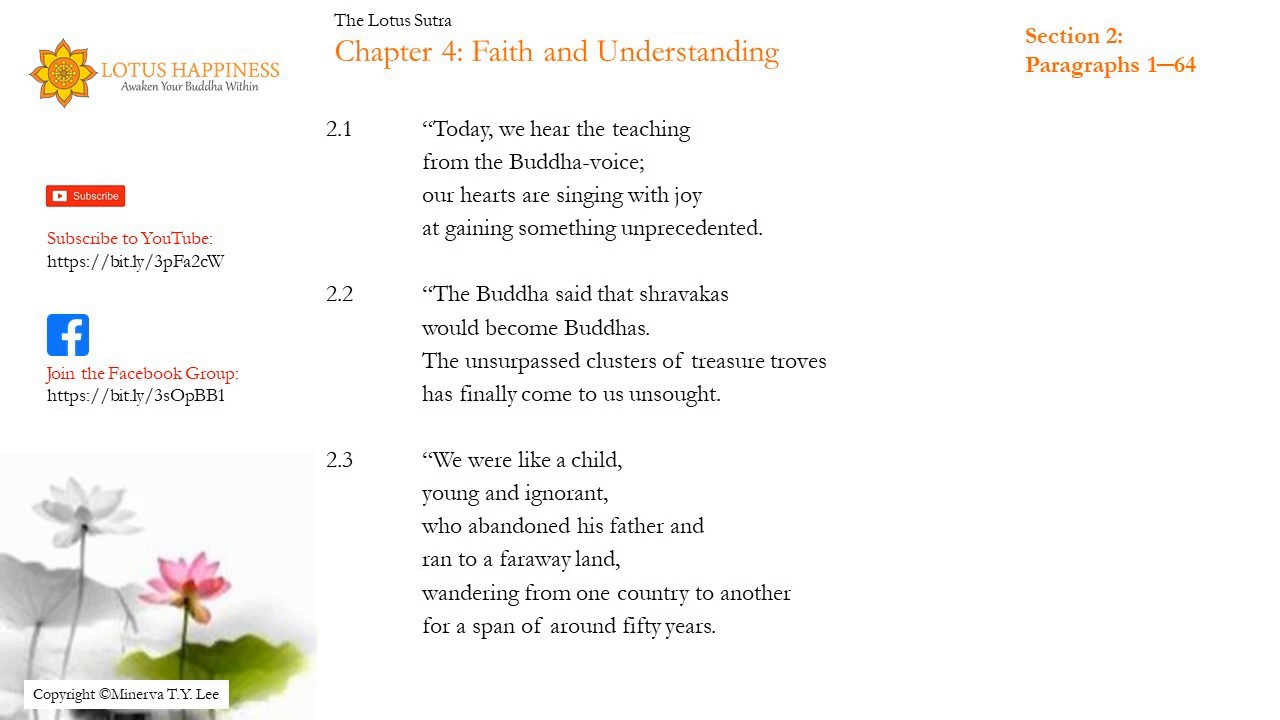 The Lotus Sutra
Chapter 4: Faith and Understanding
Section 2:
Paragraphs 1—64
LOTUS HAPPINESS
Awaken Your Buddha Within
Subscribe
Subscribe to YouTube:
https://bit.ly/3pFa2cW
Join the Facebook Group:
https://bit.ly/3sOpBB1
2.1 “Today, we hear the teaching
from the Buddha-voice;
our hearts are singing with joy
at gaining something unprecedented.
2.2 “The Buddha said that shravakas
would become Buddhas.
The unsurpassed clusters of treasure troves
has finally come to us unsought.
2.3 “We were like a child,
young and ignorant,
who abandoned his father and
ran to a faraway land,
wandering from one country to another
for a span of around fifty years.
Copyright ©Minerva T.Y. Lee